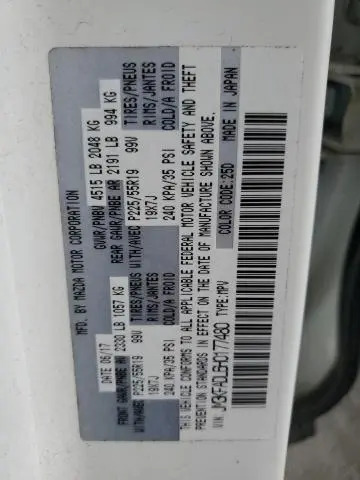 MFD. BY MAZDA MOTOR CORPORATION
DATE: 06/17 GVWR/PNBV 4515 LB 2048 KG
FRONT GAWR/PNBE AV 2330 LB 1057 KG REAR GAWR/PNBE AR 2191 LB 994 KG
WITH/AVEC TIRES/PNEUS P225/55R19 99V WITH/AVEC TIRES/PNEUS P225/55R19 99V
RIMS/JANTES 19X7J RIMS/JANTES 19X7J
COLD/A FROID 240 KPA/35 PSI COLD/A FROID 240 KPA/35 PSI
THIS VEHICLE CONFORMS TO ALL APPLICABLE FEDERAL MOTOR VEHICLE SAFETY AND THEFT
PREVENTION STANDARDS IN EFFECT ON THE DATE OF MANUFACTURE SHOWN ABOVE.
VIN: TYPE:MPV COLOR CODE:25D MADE IN JAPAN